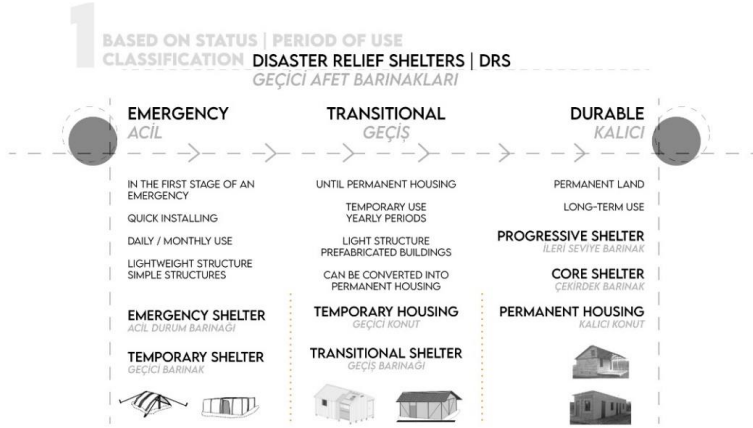 1
BASED ON STATUS | PERIOD OF USE
CLASSIFICATION DISASTER RELIEF SHELTERS | DRS
GEÇİCİ AFET BARINAKLARI
EMERGENCY
ACİL
IN THE FIRST STAGE OF AN
EMERGENCY
QUICK INSTALLING
DAILY / MONTHLY USE
LIGHTWEIGHT STRUCTURE
SIMPLE STRUCTURES
EMERGENCY SHELTER
ACİL DURUM BARINAĞI
TEMPORARY SHELTER
GEÇİCİ BARINAK
TRANSITIONAL
GEÇİŞ
UNTIL PERMANENT HOUSING
TEMPORARY USE
YEARLY PERIODS
LIGHT STRUCTURE
PREFABRICATED BUILDINGS
CAN BE CONVERTED INTO
PERMANENT HOUSING
TEMPORARY HOUSING
GEÇİCİ KONUT
TRANSITIONAL SHELTER
GEÇİŞ BARINAĞI
DURABLE
KALICI
PERMANENT LAND
LONG-TERM USE
PROGRESSIVE SHELTER
İLERİ SEVİYE BARINAK
CORE SHELTER
ÇEKİRDEK BARINAK
PERMANENT HOUSING
KALICI KONUT